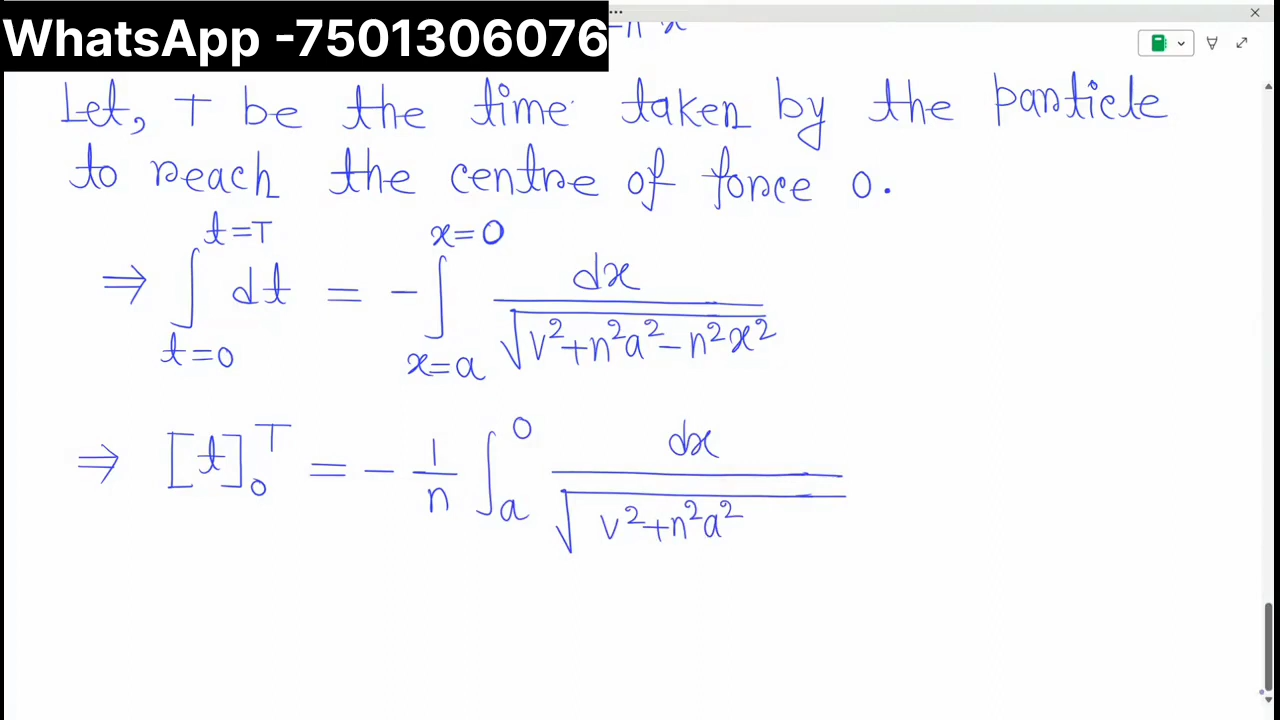 WhatsApp -7501306076
Let, T be the time taken by the particle
to reach the centre of force O.
⇒ ∫_{t=0}^{t=T} dt = - ∫_{x=a}^{x=0} dx / √(v²+n²a²-n²x²)
⇒ [t]₀ᵀ = - 1/n ∫_a^0 dx / √(v²+n²a²